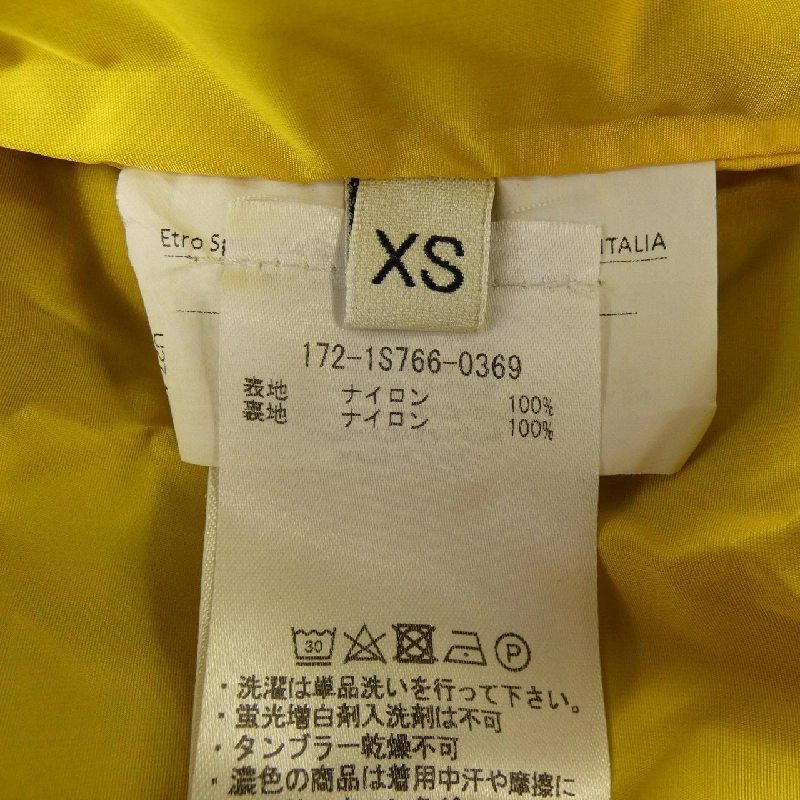 Etro
ITALIA
XS
172-1S766-0369
表地 ナイロン 100%
裏地 ナイロン 100%
30
P
・洗濯は単品洗いを行って下さい。
・蛍光増白剤入洗剤は不可
・タンブラー乾燥不可
・濃色の商品は着用中汗や摩擦に